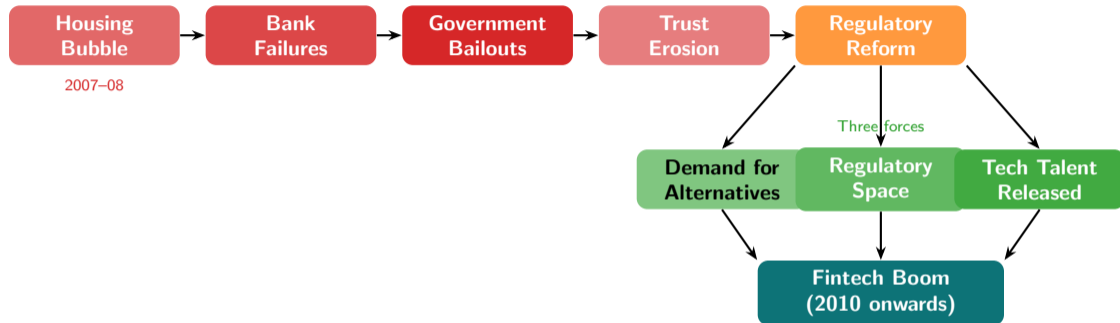 Housing
Bubble
Bank
Failures
Government
Bailouts
Trust
Erosion
Regulatory
Reform
2007–08
Three forces
Demand for
Alternatives
Regulatory
Space
Tech Talent
Released
Fintech Boom
(2010 onwards)